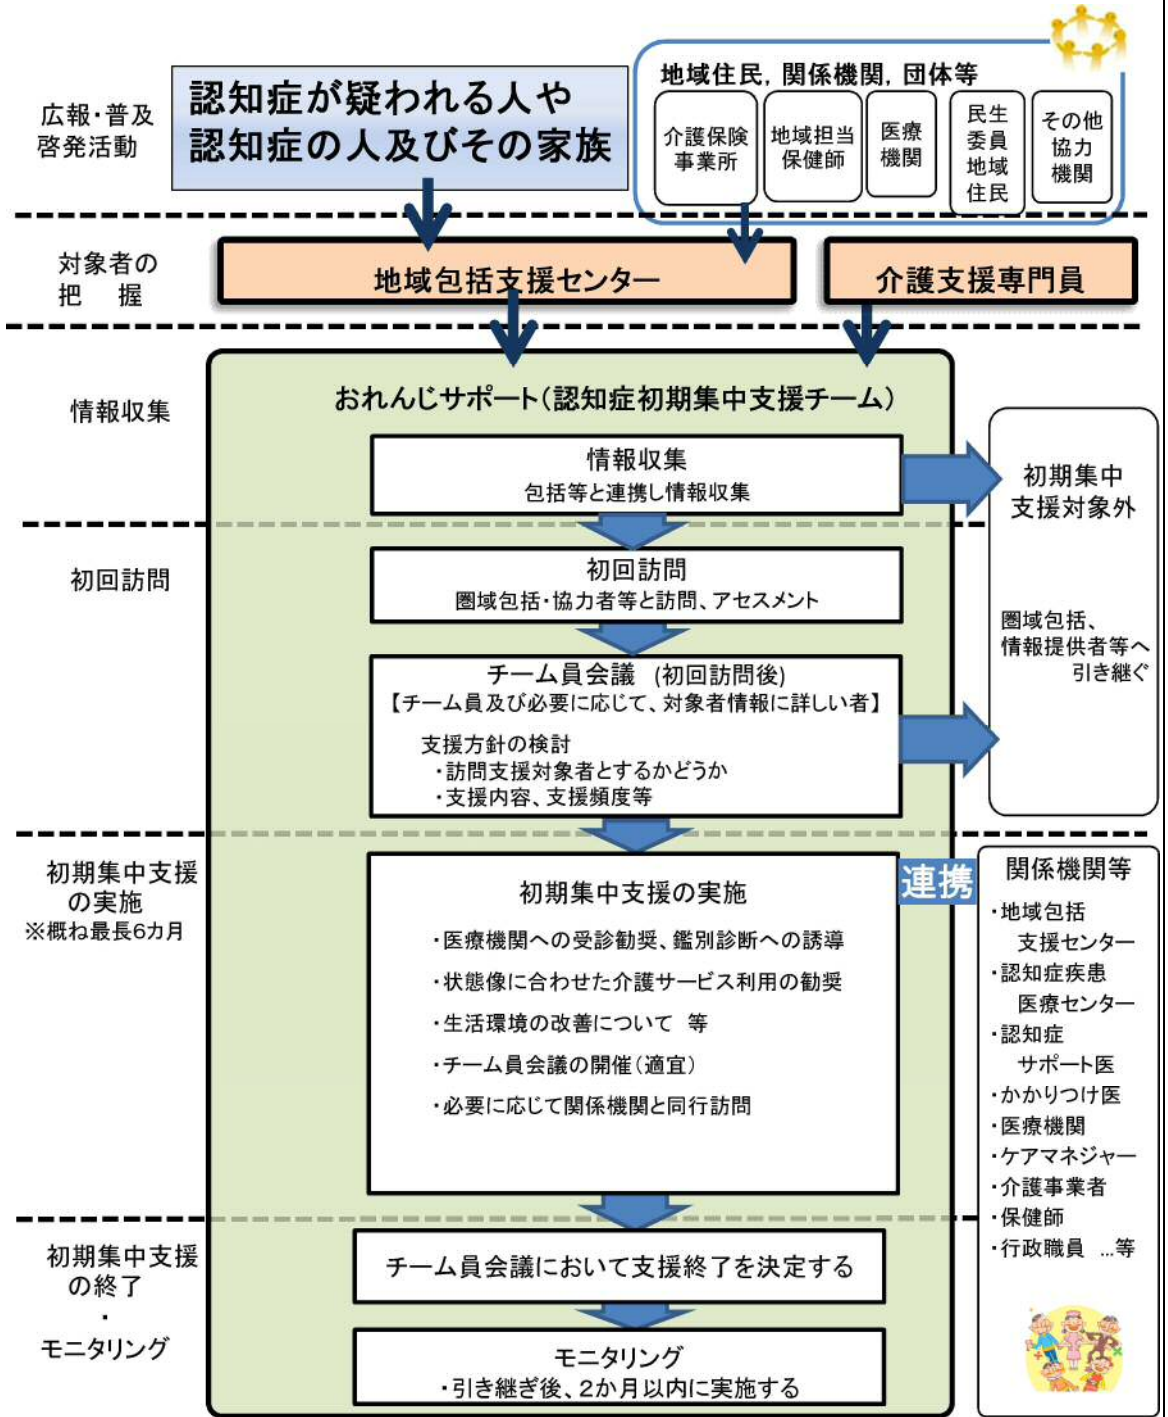 広報・普及
啓発活動
認知症が疑われる人や
認知症の人及びその家族
地域住民，関係機関，団体等
介護保険
事業所
地域担当
保健師
医療
機関
民生
委員
地域
住民
その他
協力
機関
対象者の
把　握
地域包括支援センター
介護支援専門員
情報収集
おれんじサポート（認知症初期集中支援チーム）
情報収集
包括等と連携し情報収集
初期集中
支援対象外
圏域包括、
情報提供者等へ
引き継ぐ
初回訪問
初回訪問
圏域包括・協力者等と訪問、アセスメント
チーム員会議 (初回訪問後)
【チーム員及び必要に応じて、対象者情報に詳しい者】
支援方針の検討
・訪問支援対象者とするかどうか
・支援内容、支援頻度等
初期集中支援
の実施
※概ね最長6カ月
初期集中支援の実施
・医療機関への受診勧奨、鑑別診断への誘導
・状態像に合わせた介護サービス利用の勧奨
・生活環境の改善について 等
・チーム員会議の開催（適宜）
・必要に応じて関係機関と同行訪問
連携
関係機関等
・地域包括
支援センター
・認知症疾患
医療センター
・認知症
サポート医
・かかりつけ医
・医療機関
・ケアマネジャー
・介護事業者
・保健師
・行政職員 …等
初期集中支援
の終了
・
モニタリング
チーム員会議において支援終了を決定する
モニタリング
・引き継ぎ後、２か月以内に実施する